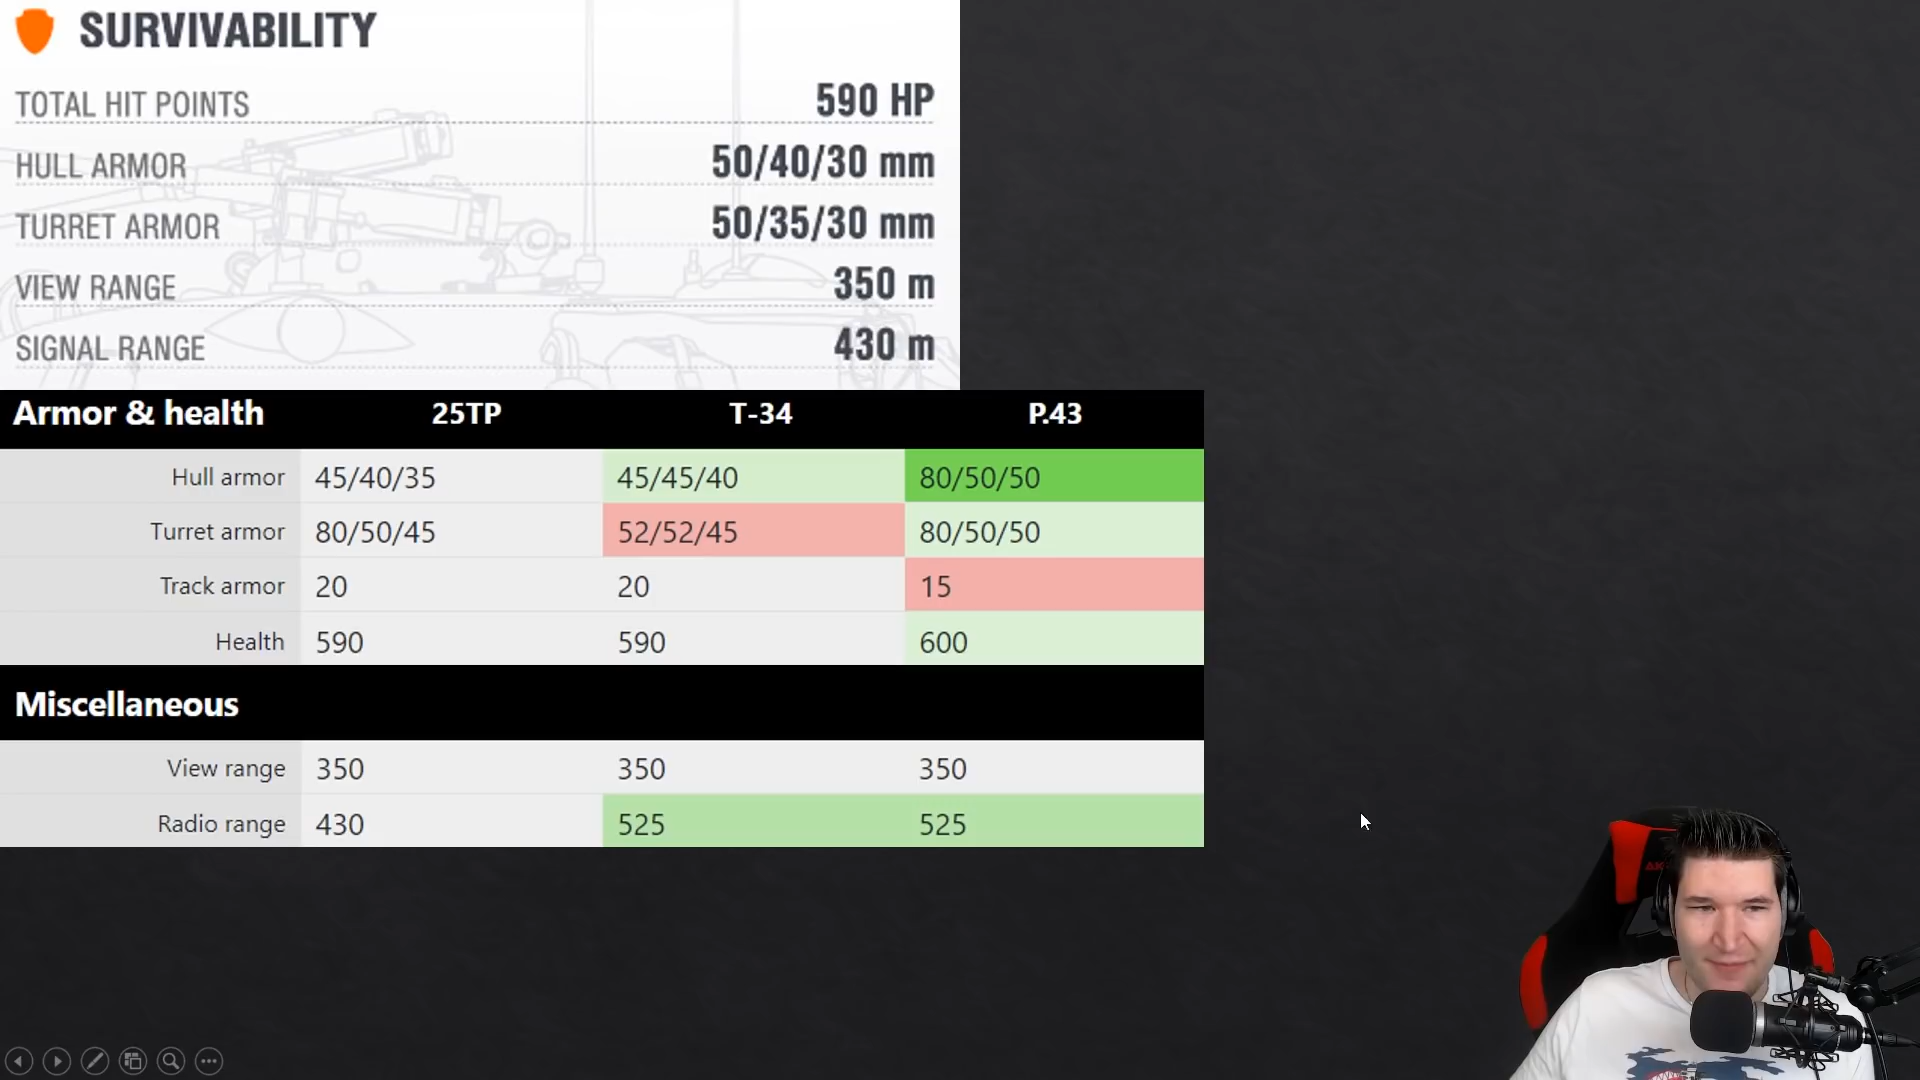 SURVIVABILITY
TOTAL HIT POINTS 590 HP
HULL ARMOR 50/40/30 mm
TURRET ARMOR 50/35/30 mm
VIEW RANGE 350 m
SIGNAL RANGE 430 m
Armor & health 25TP T-34 P.43
Hull armor 45/40/35 45/45/40 80/50/50
Turret armor 80/50/45 52/52/45 80/50/50
Track armor 20 20 15
Health 590 590 600
Miscellaneous
View range 350 350 350
Radio range 430 525 525